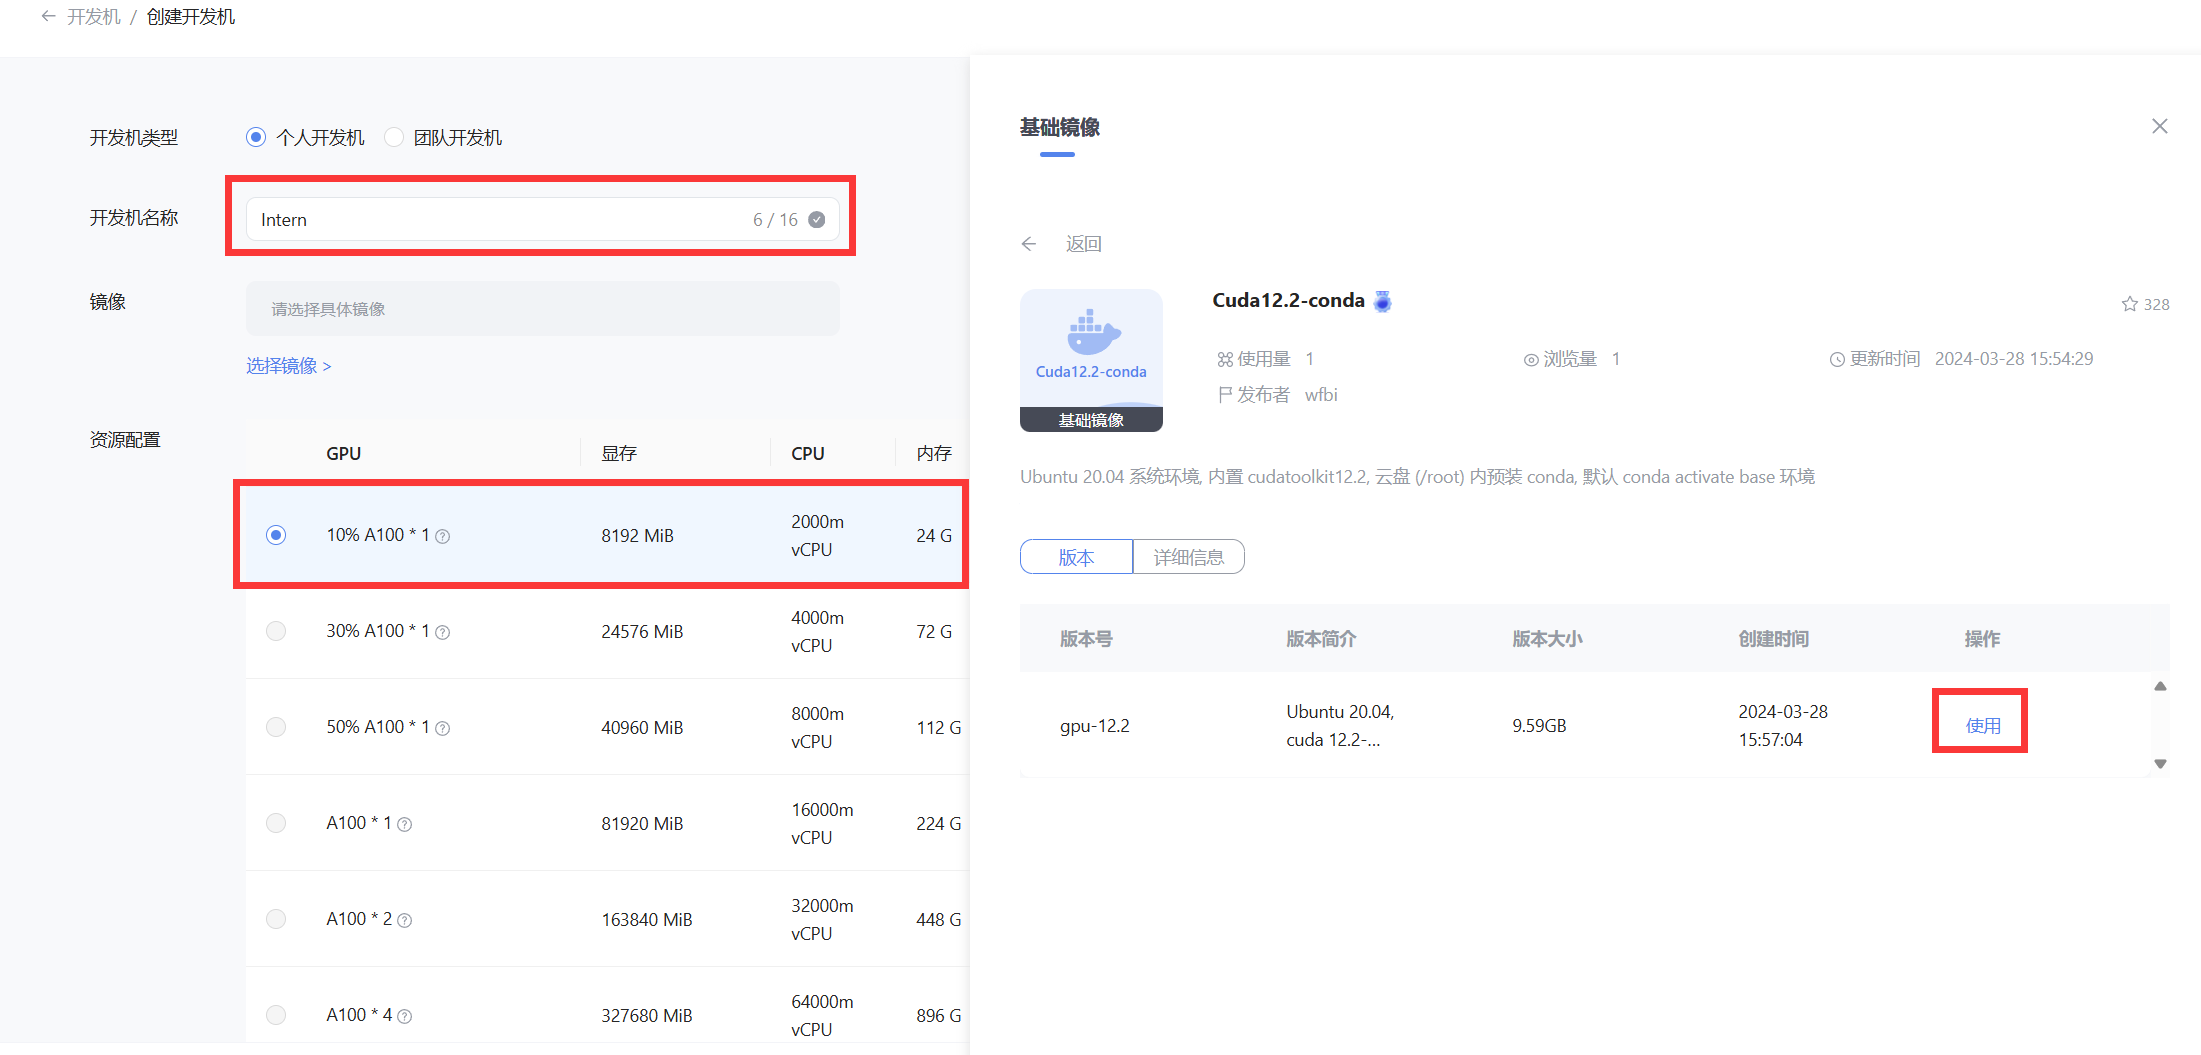 ← 开发机 / 创建开发机
开发机类型
个人开发机
团队开发机
开发机名称
Intern
6 / 16
镜像
请选择具体镜像
选择镜像 >
资源配置
GPU 显存 CPU 内存
10% A100 * 1 8192 MiB 2000m vCPU 24 G
30% A100 * 1 24576 MiB 4000m vCPU 72 G
50% A100 * 1 40960 MiB 8000m vCPU 112 G
A100 * 1 81920 MiB 16000m vCPU 224 G
A100 * 2 163840 MiB 32000m vCPU 448 G
A100 * 4 327680 MiB 64000m vCPU 896 G
基础镜像
← 返回
Cuda12.2-conda
基础镜像
Cuda12.2-conda
328
使用量 1
浏览量 1
更新时间 2024-03-28 15:54:29
发布者 wfbi
Ubuntu 20.04 系统环境, 内置 cudatoolkit12.2, 云盘 (/root) 内预装 conda, 默认 conda activate base 环境
版本
详细信息
版本号 版本简介 版本大小 创建时间 操作
gpu-12.2 Ubuntu 20.04, cuda 12.2-... 9.59GB 2024-03-28 15:57:04 使用